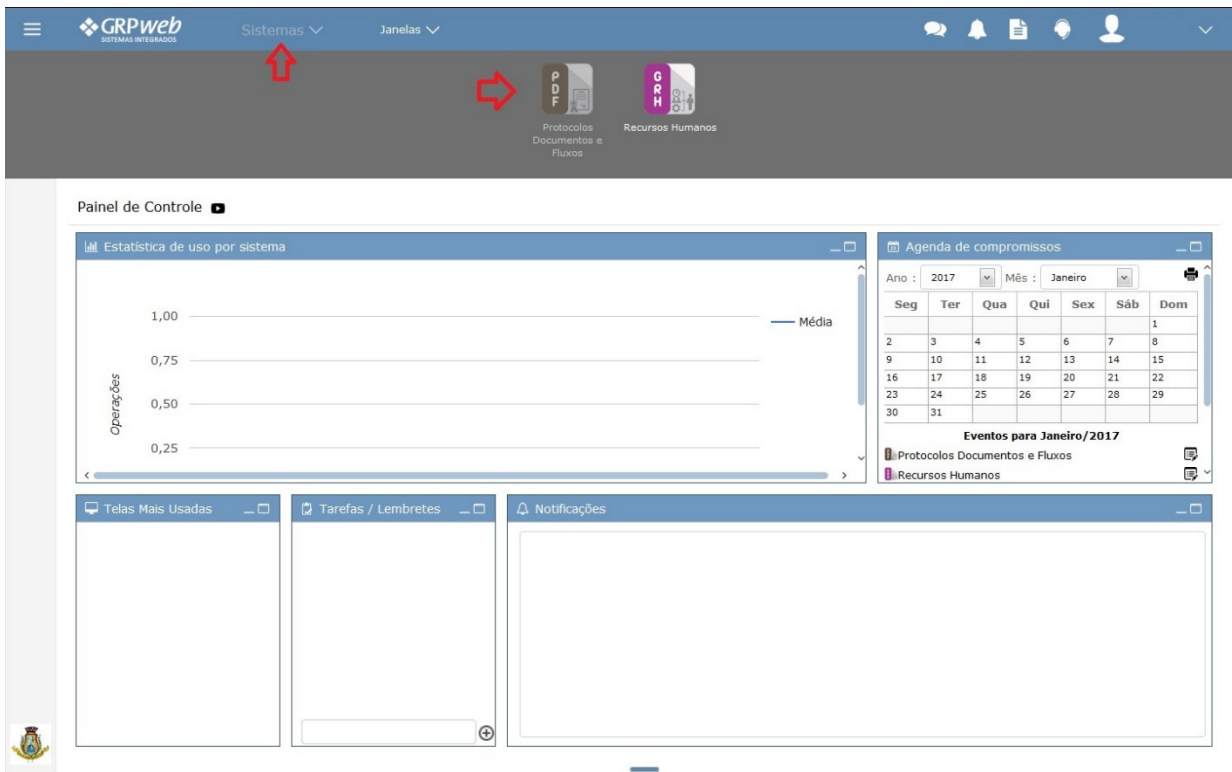 GRPweb
SISTEMAS INTEGRADOS
Sistemas
Janelas
PDF
GRH
Protocolos
Documentos e
Fluxos
Recursos Humanos
Painel de Controle
Estatística de uso por sistema
1,00
0,75
0,50
0,25
Operações
Média
Agenda de compromissos
Ano : 2017 Mês : Janeiro
Seg Ter Qua Qui Sex Sáb Dom
1
2 3 4 5 6 7 8
9 10 11 12 13 14 15
16 17 18 19 20 21 22
23 24 25 26 27 28 29
30 31
Eventos para Janeiro/2017
Protocolos Documentos e Fluxos
Recursos Humanos
Telas Mais Usadas
Tarefas / Lembretes
Notificações